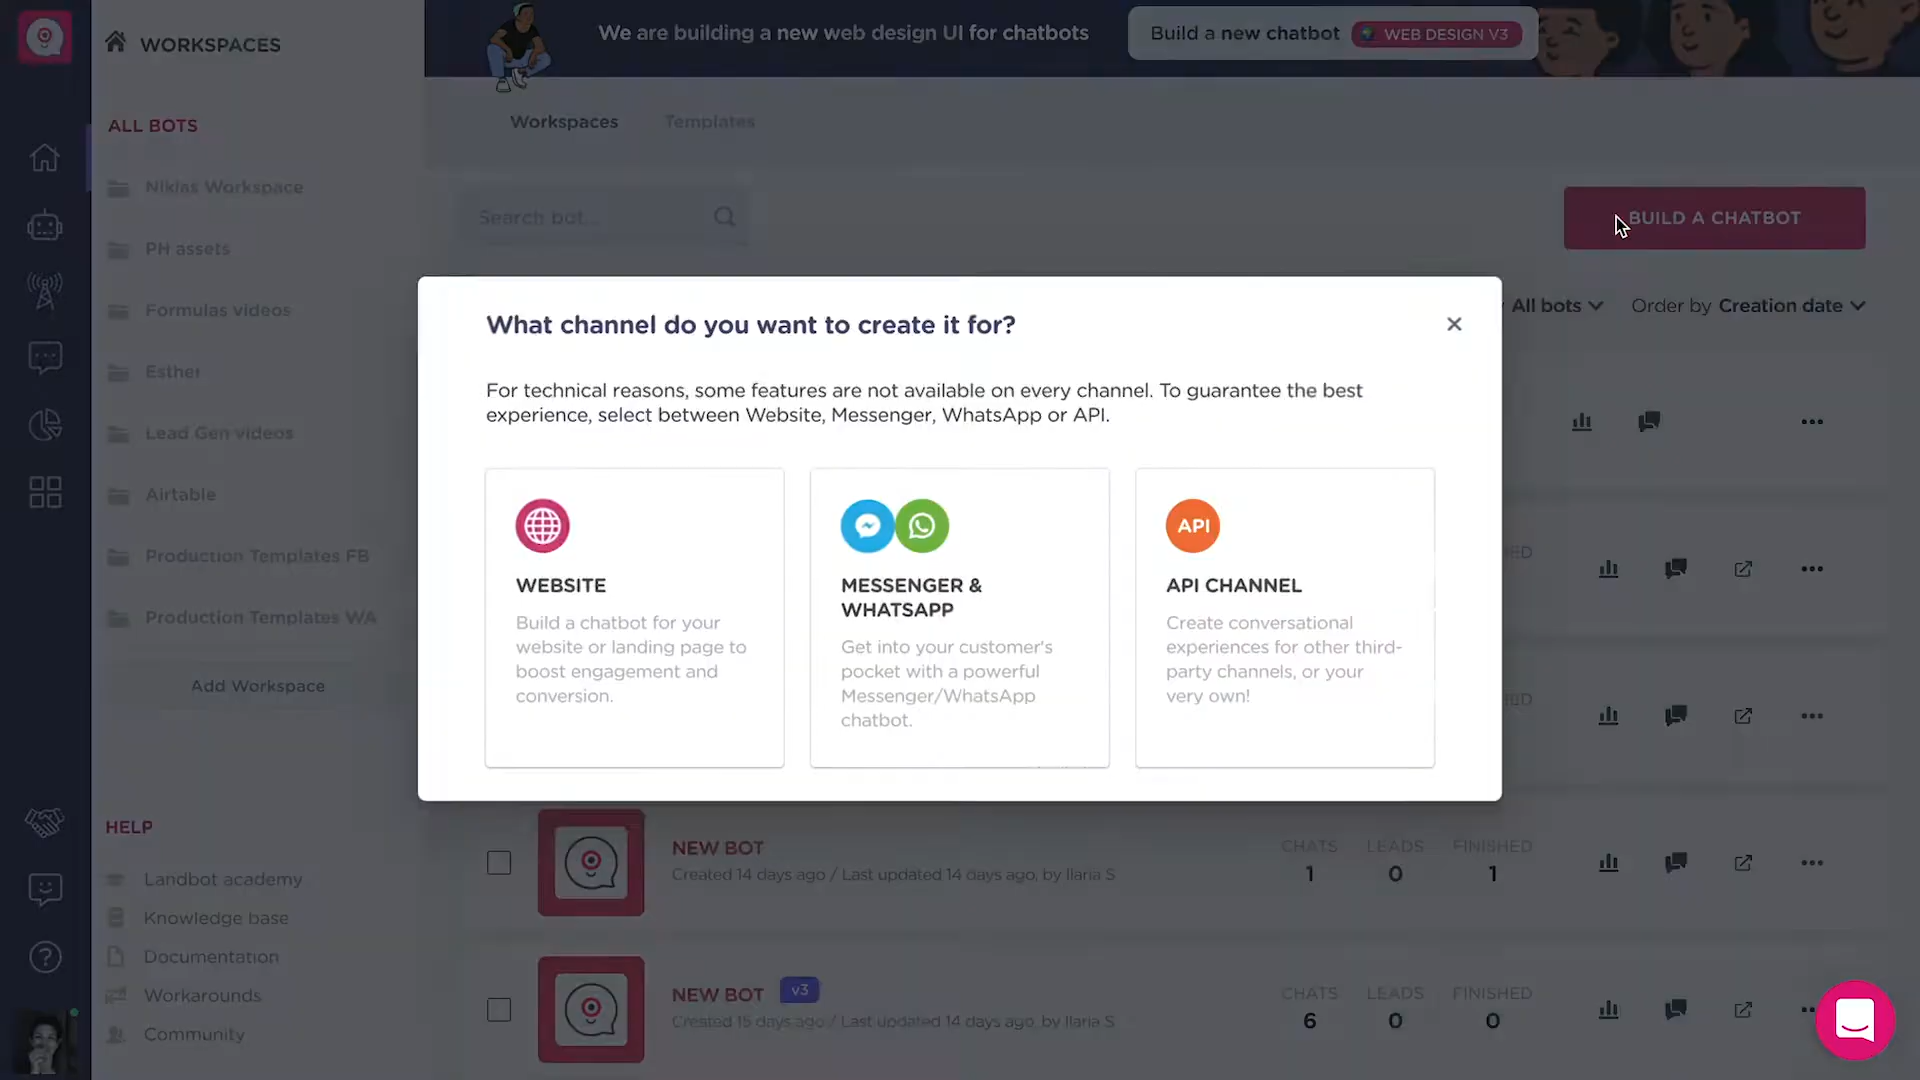 WORKSPACES
We are building a new web design UI for chatbots
Build a new chatbot WEB DESIGN V3
ALL BOTS
Niklas Workspace
PH assets
Formulas videos
Esther
Lead Gen videos
Airtable
Production Templates FB
Production Templates WA
Add Workspace
HELP
Landbot academy
Knowledge base
Documentation
Workarounds
Community
Workspaces
Templates
Search bot...
BUILD A CHATBOT
All bots
Order by Creation date
What channel do you want to create it for?
For technical reasons, some features are not available on every channel. To guarantee the best
experience, select between Website, Messenger, WhatsApp or API.
WEBSITE
Build a chatbot for your
website or landing page to
boost engagement and
conversion.
MESSENGER &
WHATSAPP
Get into your customer's
pocket with a powerful
Messenger/WhatsApp
chatbot.
API
API CHANNEL
Create conversational
experiences for other third-
party channels, or your
very own!
NEW BOT
Created 14 days ago / Last updated 14 days ago, by Ilaria S
CHATS LEADS FINISHED
1 0 1
NEW BOT v3
Created 15 days ago / Last updated 14 days ago, by Ilaria S
CHATS LEADS FINISHED
6 0 0